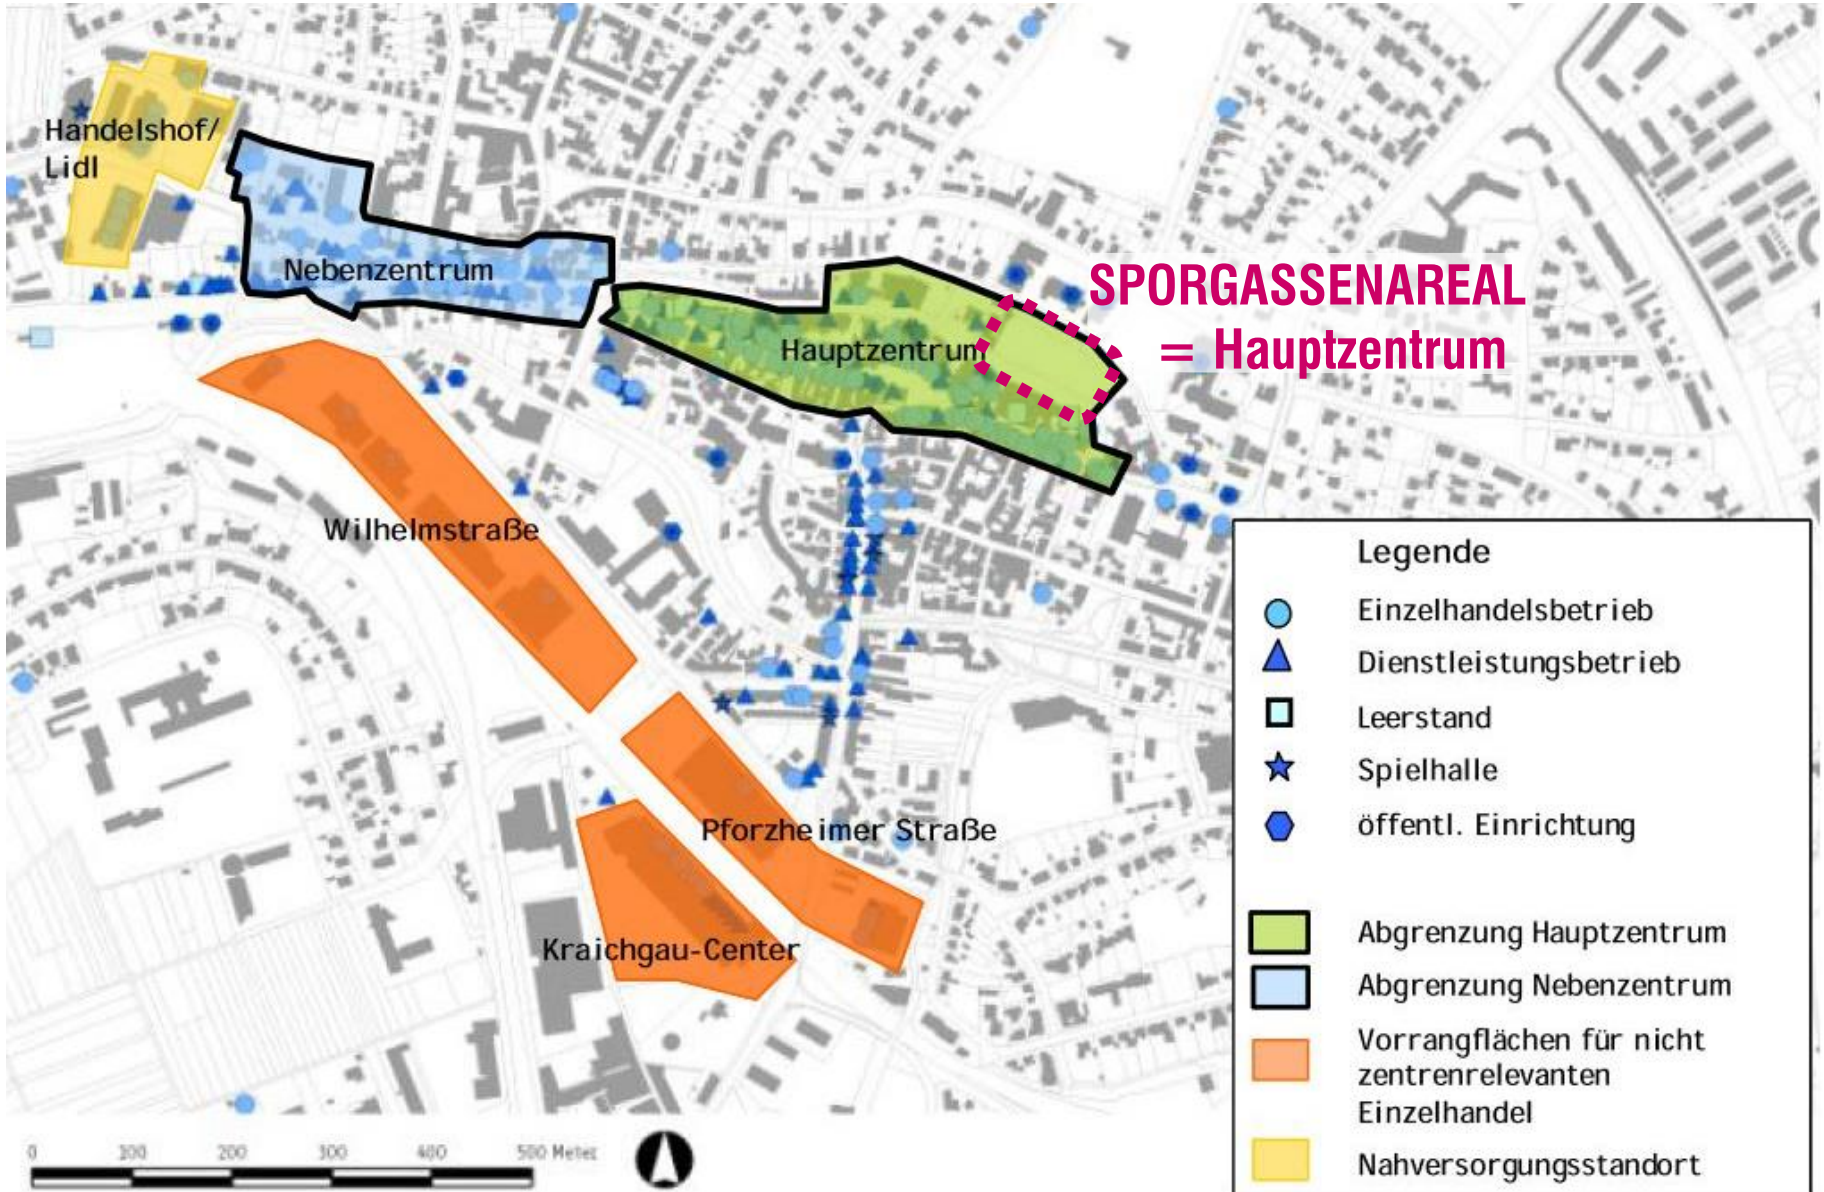 Handelshof/
Lidl
Nebenzentrum
SPORGASSENAREAL
= Hauptzentrum
Hauptzentrum
Wilhelmstraße
Pforzheimer Straße
Kraichgau-Center
Legende
Einzelhandelsbetrieb
Dienstleistungsbetrieb
Leerstand
Spielhalle
öffentl. Einrichtung
Abgrenzung Hauptzentrum
Abgrenzung Nebenzentrum
Vorrangflächen für nicht
zentrenrelevanten
Einzelhandel
Nahversorgungsstandort
0 100 200 300 400 500 Meter